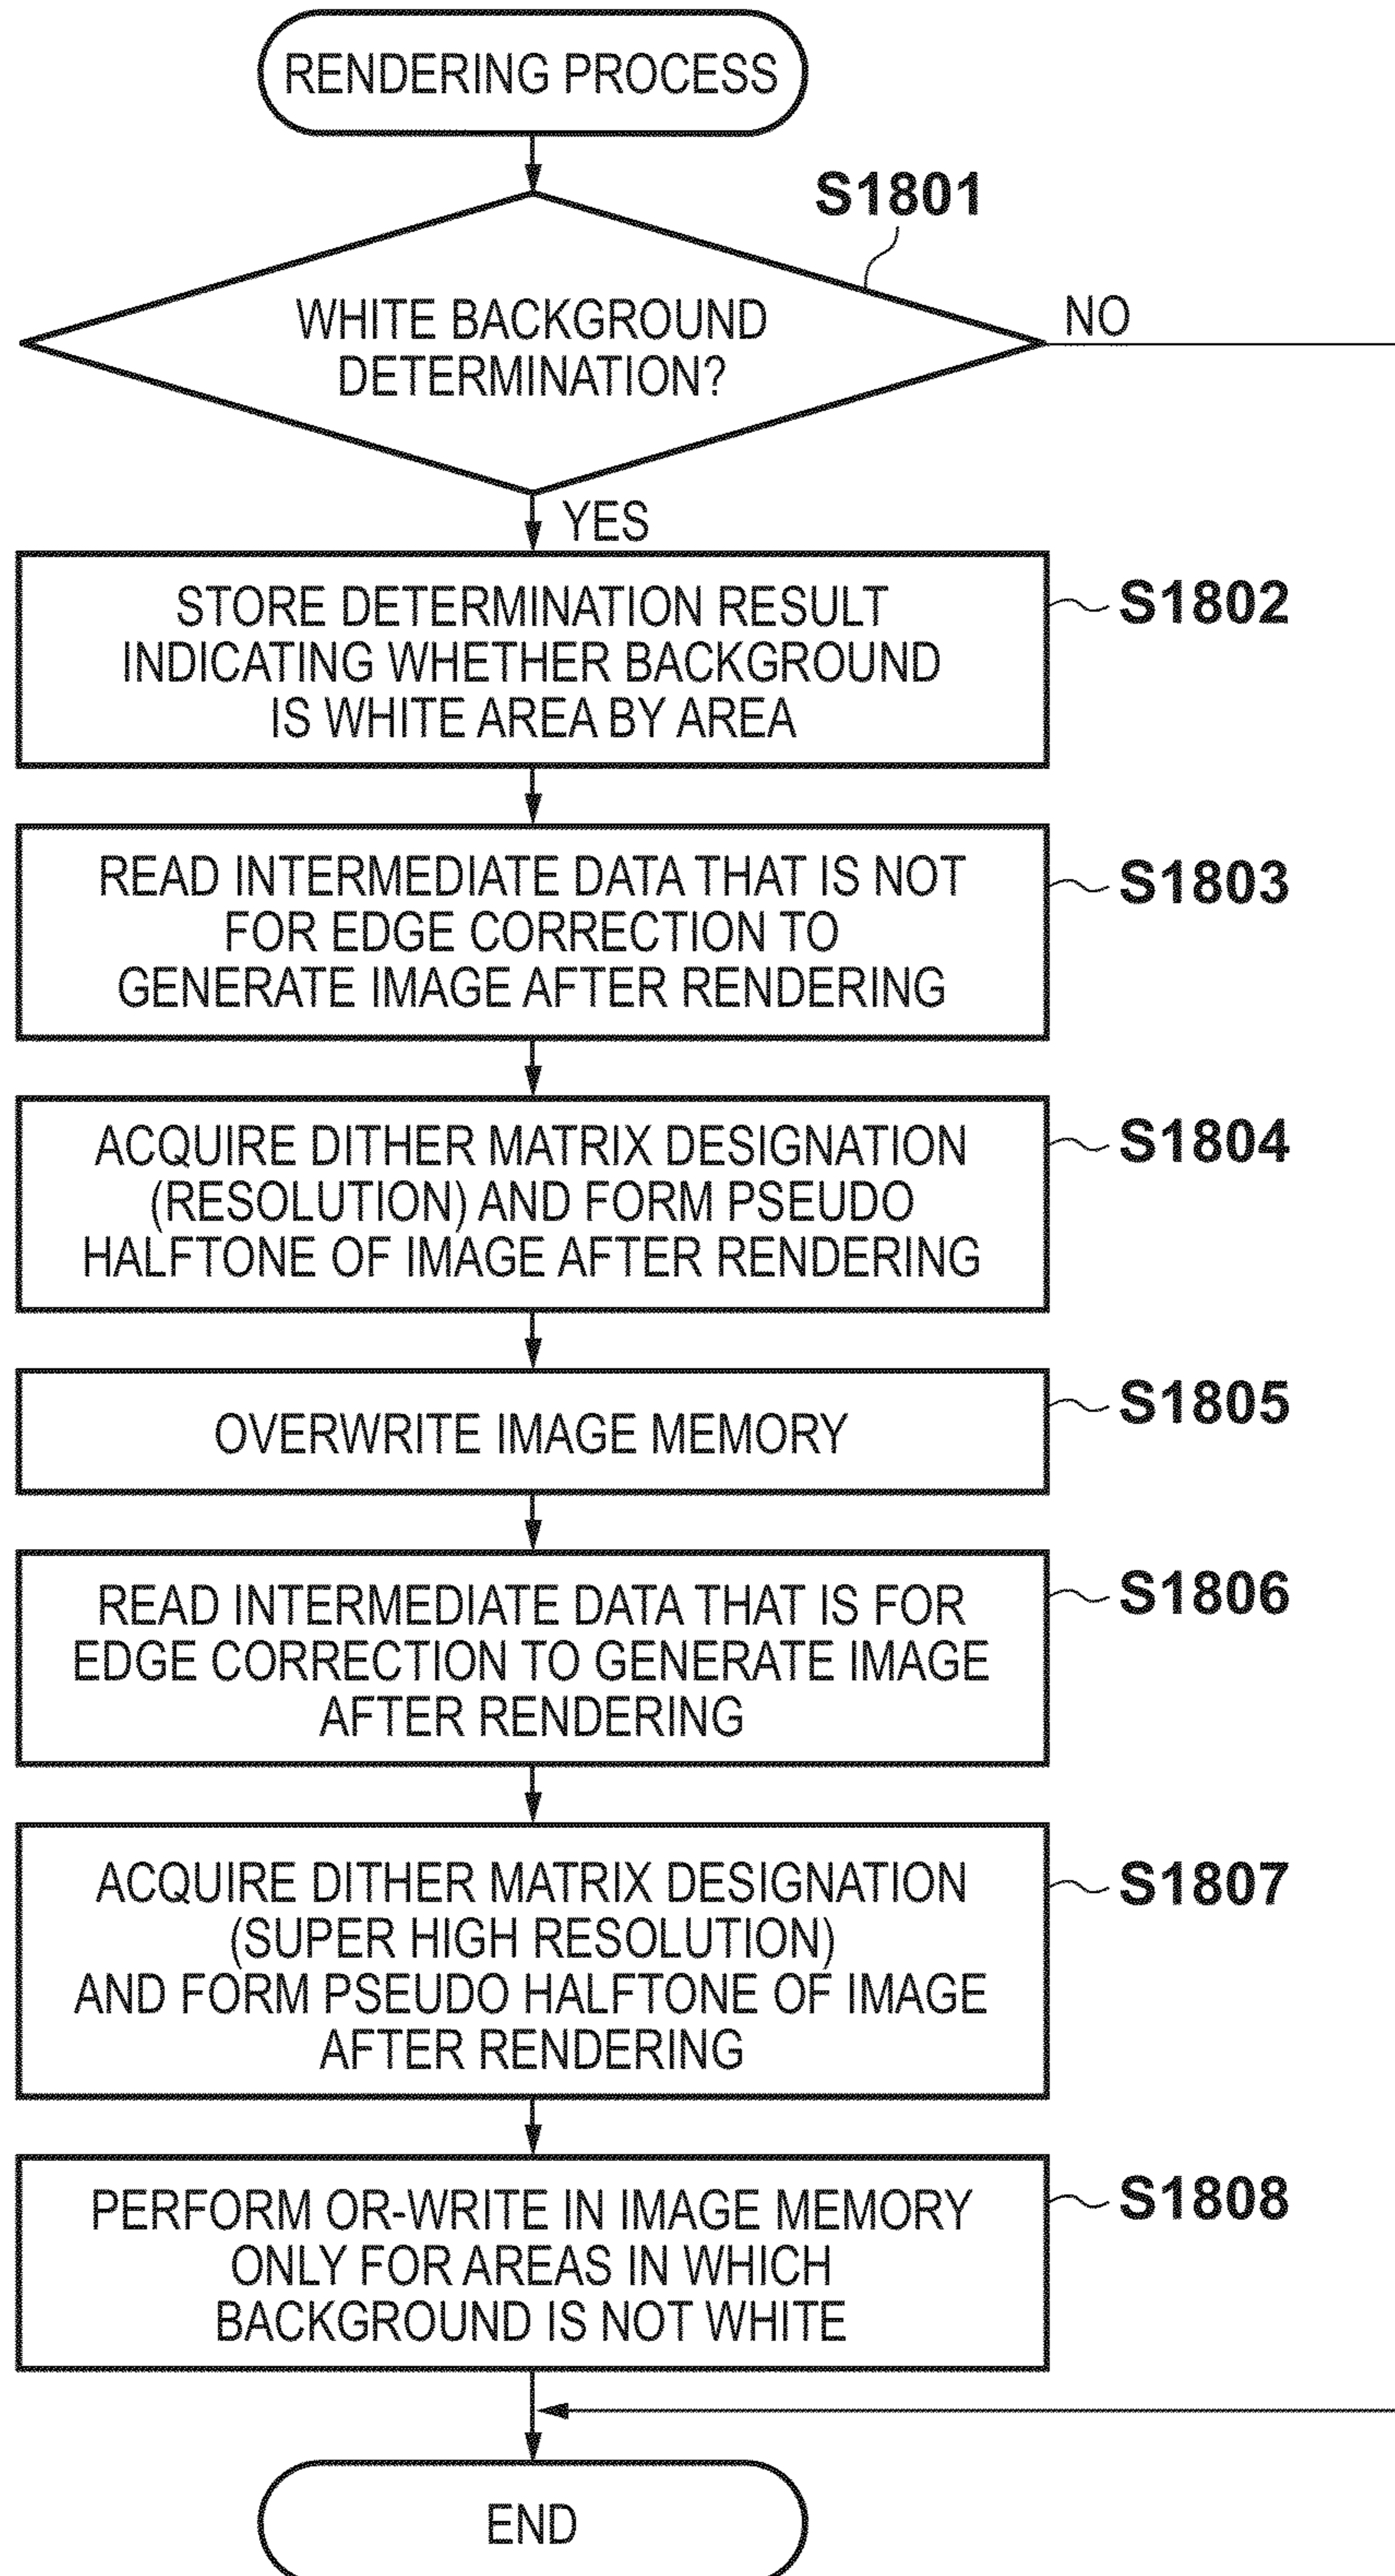 RENDERING PROCESS
S1801
WHITE BACKGROUND
DETERMINATION?
NO
YES
STORE DETERMINATION RESULT
INDICATING WHETHER BACKGROUND
IS WHITE AREA BY AREA
S1802
READ INTERMEDIATE DATA THAT IS NOT
FOR EDGE CORRECTION TO
GENERATE IMAGE AFTER RENDERING
S1803
ACQUIRE DITHER MATRIX DESIGNATION
(RESOLUTION) AND FORM PSEUDO
HALFTONE OF IMAGE AFTER RENDERING
S1804
OVERWRITE IMAGE MEMORY
S1805
READ INTERMEDIATE DATA THAT IS FOR
EDGE CORRECTION TO GENERATE IMAGE
AFTER RENDERING
S1806
ACQUIRE DITHER MATRIX DESIGNATION
(SUPER HIGH RESOLUTION)
AND FORM PSEUDO HALFTONE OF IMAGE
AFTER RENDERING
S1807
PERFORM OR-WRITE IN IMAGE MEMORY
ONLY FOR AREAS IN WHICH
BACKGROUND IS NOT WHITE
S1808
END